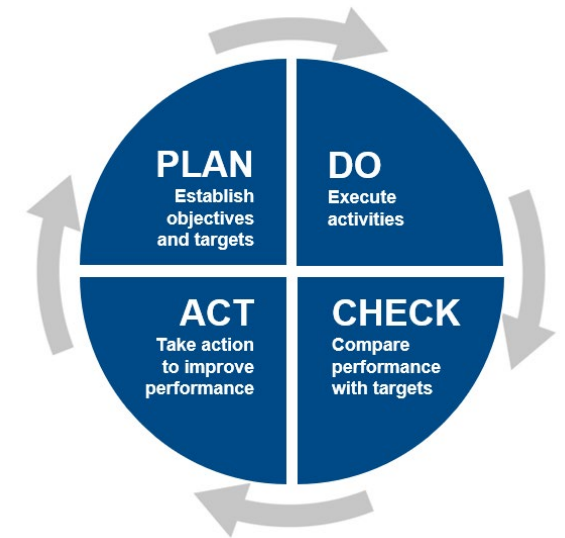 PLAN
Establish
objectives
and targets
DO
Execute
activities
CHECK
Compare
performance
with targets
ACT
Take action
to improve
performance